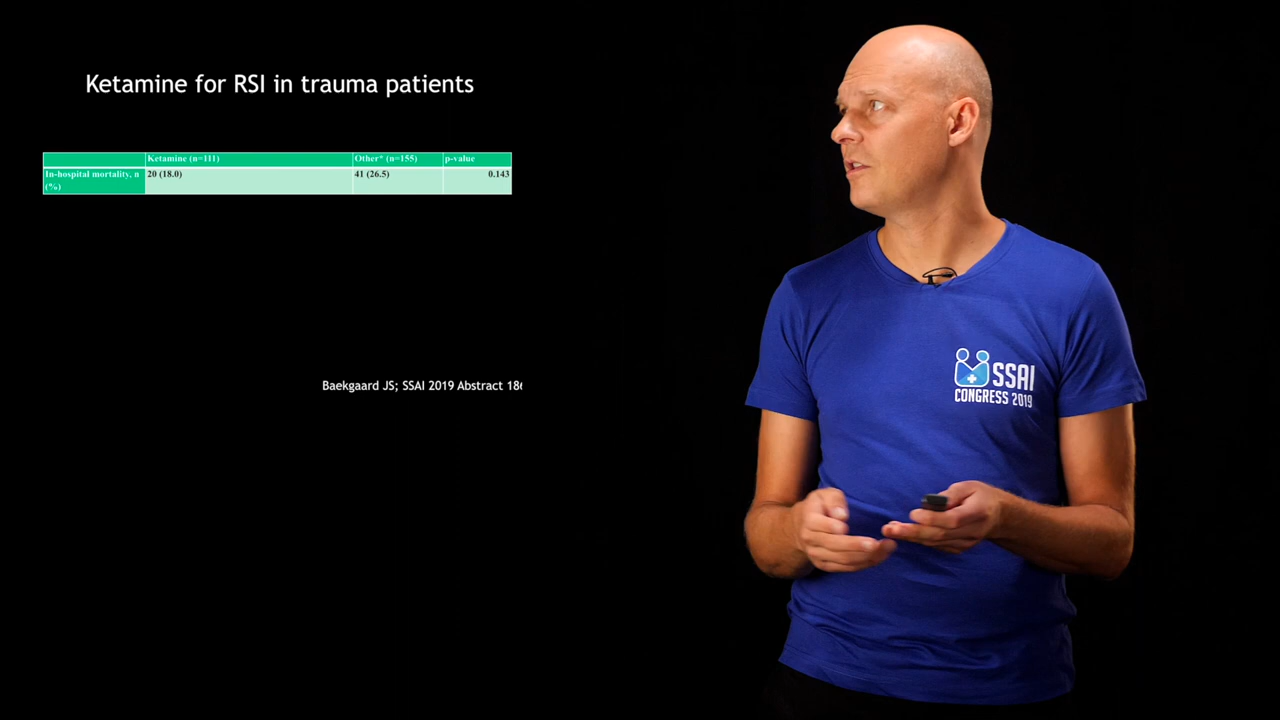 Ketamine for RSI in trauma patients
Ketamine (n=111) Other* (n=155) p-value
In-hospital mortality, n (%) 20 (18.0) 41 (26.5) 0.143
Baekgaard JS; SSAI 2019 Abstract 186
SSAI
CONGRESS 2019